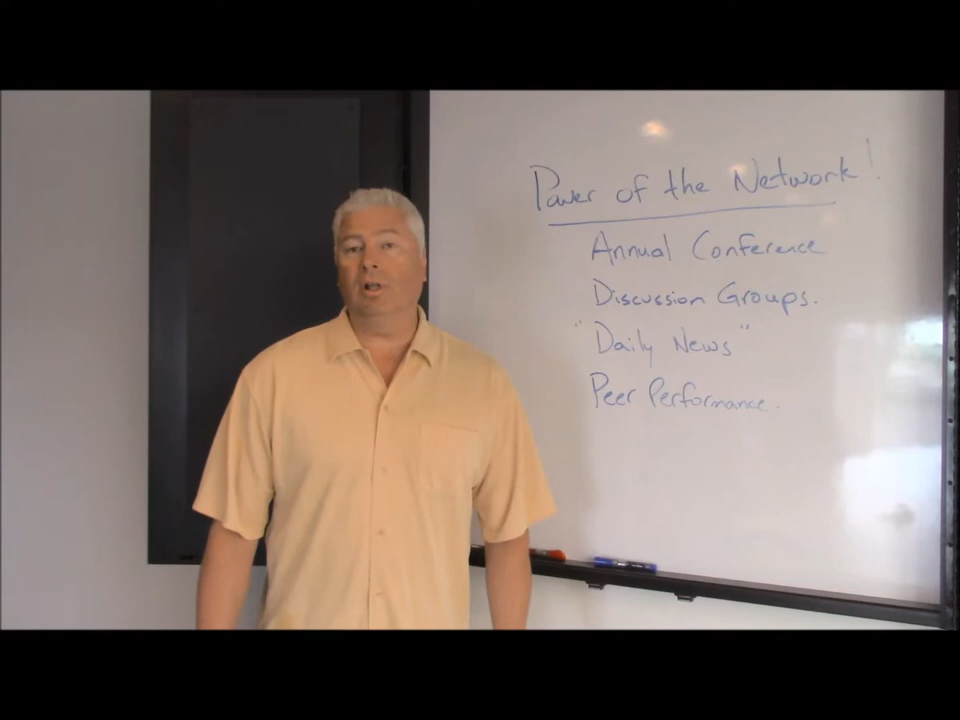 Power of the Network!
Annual Conference
Discussion Groups.
"Daily News"
Peer Performance.